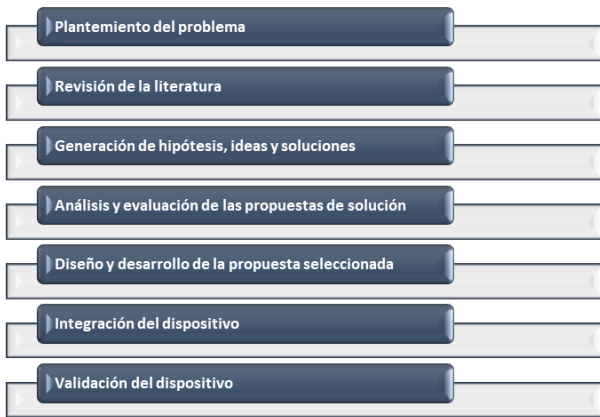 Plantemiento del problema
Revisión de la literatura
Generación de hipótesis, ideas y soluciones
Análisis y evaluación de las propuestas de solución
Diseño y desarrollo de la propuesta seleccionada
Integración del dispositivo
Validación del dispositivo